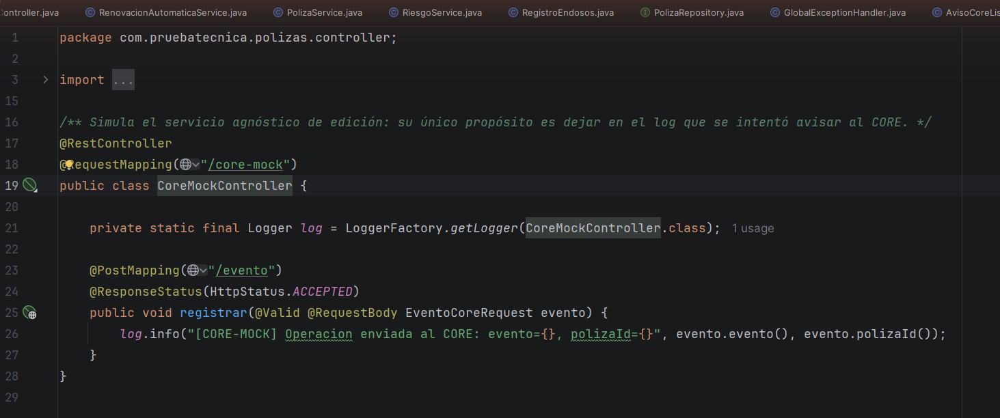 Controller.java RenovacionAutomaticaService.java PolizaService.java RiesgoService.java RegistroEndosos.java PolizaRepository.java GlobalExceptionHandler.java AvisoCoreLis
1 package com.pruebatecnica.polizas.controller;
2
3 import ...
15
16 /** Simula el servicio agnóstico de edición: su único propósito es dejar en el log que se intentó avisar al CORE. */
17 @RestController
18 @RequestMapping("/core-mock")
19 public class CoreMockController {
20
21 private static final Logger log = LoggerFactory.getLogger(CoreMockController.class); 1 usage
22
23 @PostMapping("/evento")
24 @ResponseStatus(HttpStatus.ACCEPTED)
25 public void registrar(@Valid @RequestBody EventoCoreRequest evento) {
26 log.info("[CORE-MOCK] Operacion enviada al CORE: evento={}, polizaId={}", evento.evento(), evento.polizaId());
27 }
28 }
29